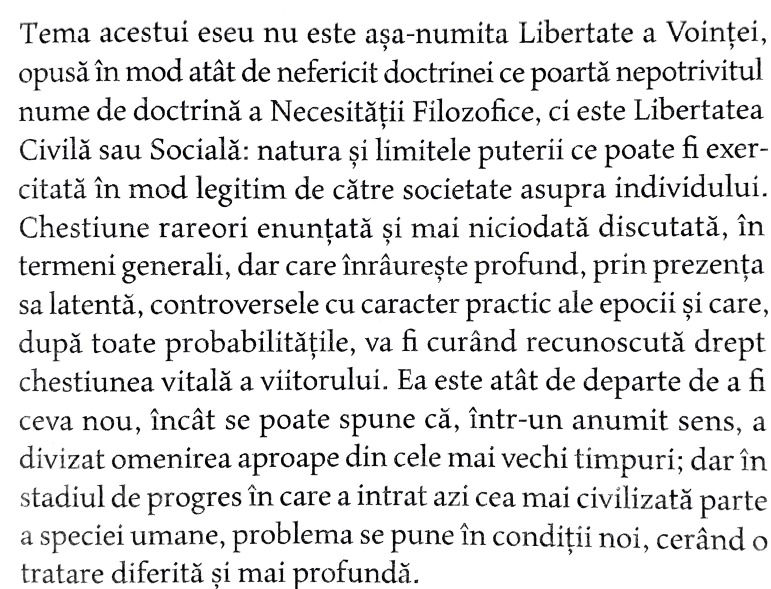 Tema acestui eseu nu este așa-numita Libertate a Voinței,
opusă în mod atât de nefericit doctrinei ce poartă nepotrivitul
nume de doctrină a Necesității Filozofice, ci este Libertatea
Civilă sau Socială: natura și limitele puterii ce poate fi exer-
citată în mod legitim de către societate asupra individului.
Chestiune rareori enunțată și mai niciodată discutată, în
termeni generali, dar care înrâurește profund, prin prezența
sa latentă, controversele cu caracter practic ale epocii și care,
după toate probabilitățile, va fi curând recunoscută drept
chestiunea vitală a viitorului. Ea este atât de departe de a fi
ceva nou, încât se poate spune că, într-un anumit sens, a
divizat omenirea aproape din cele mai vechi timpuri; dar în
stadiul de progres în care a intrat azi cea mai civilizată parte
a speciei umane, problema se pune în condiții noi, cerând o
tratare diferită și mai profundă.